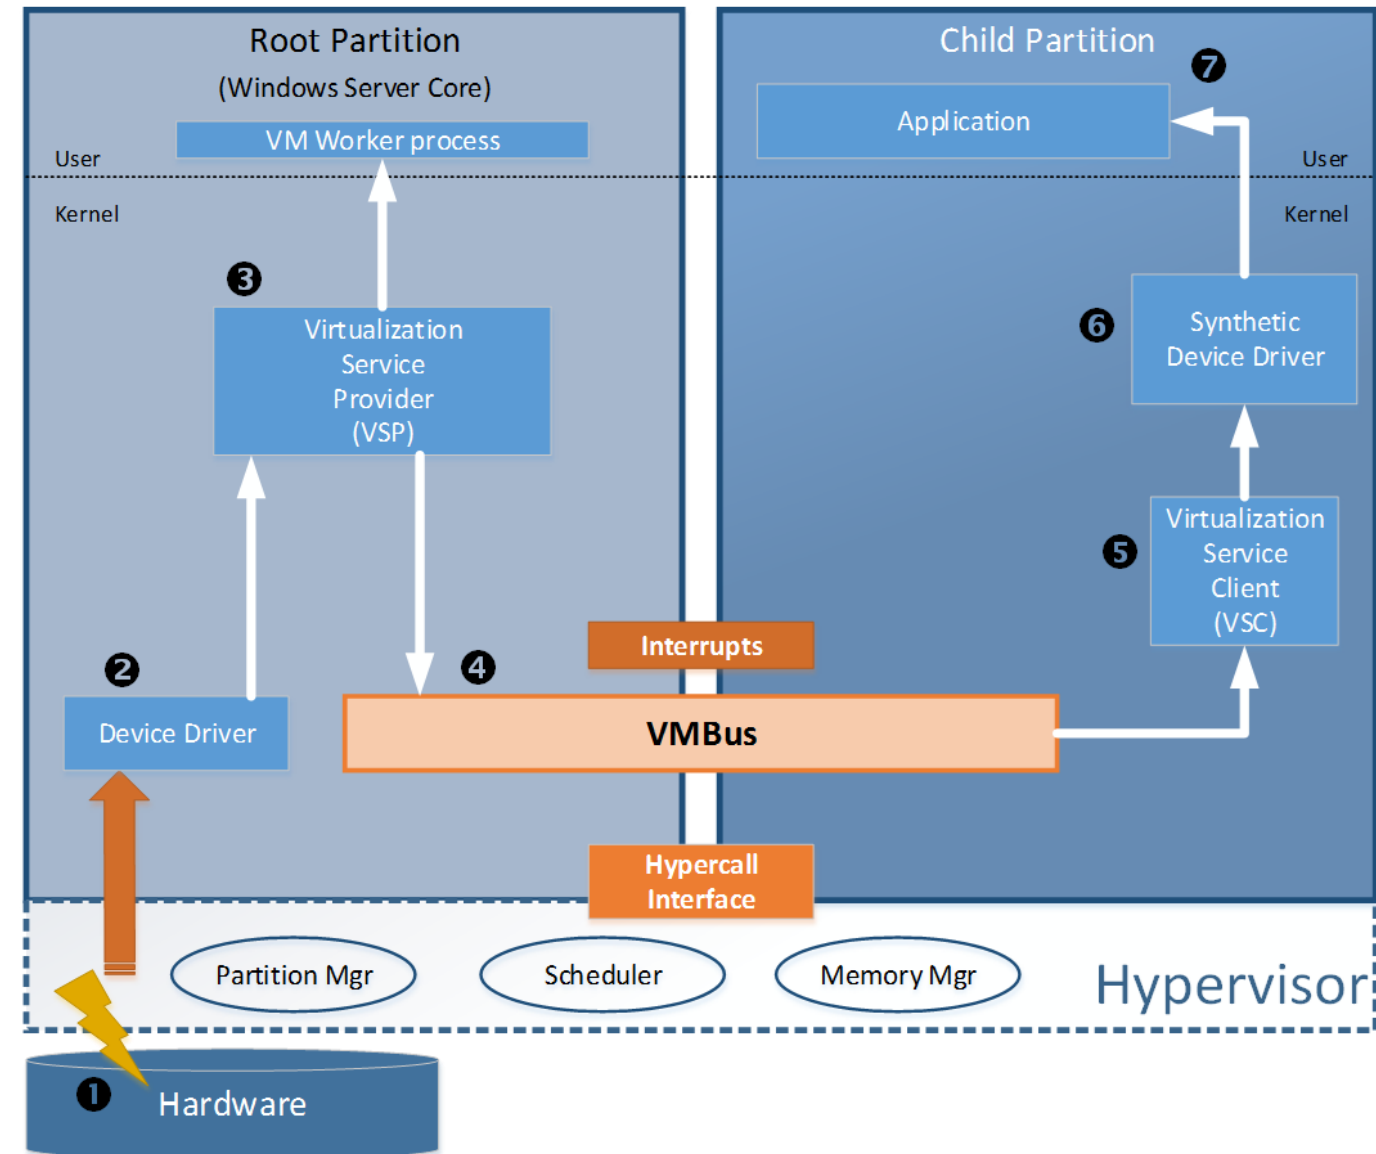 Root Partition
(Windows Server Core)
VM Worker process
User
Kernel
3
Virtualization
Service
Provider
(VSP)
2
Device Driver
Child Partition
7
Application
User
Kernel
6
Synthetic
Device Driver
5
Virtualization
Service
Client
(VSC)
Interrupts
4
VMBus
Hypercall
Interface
Partition Mgr
Scheduler
Memory Mgr
Hypervisor
1
Hardware